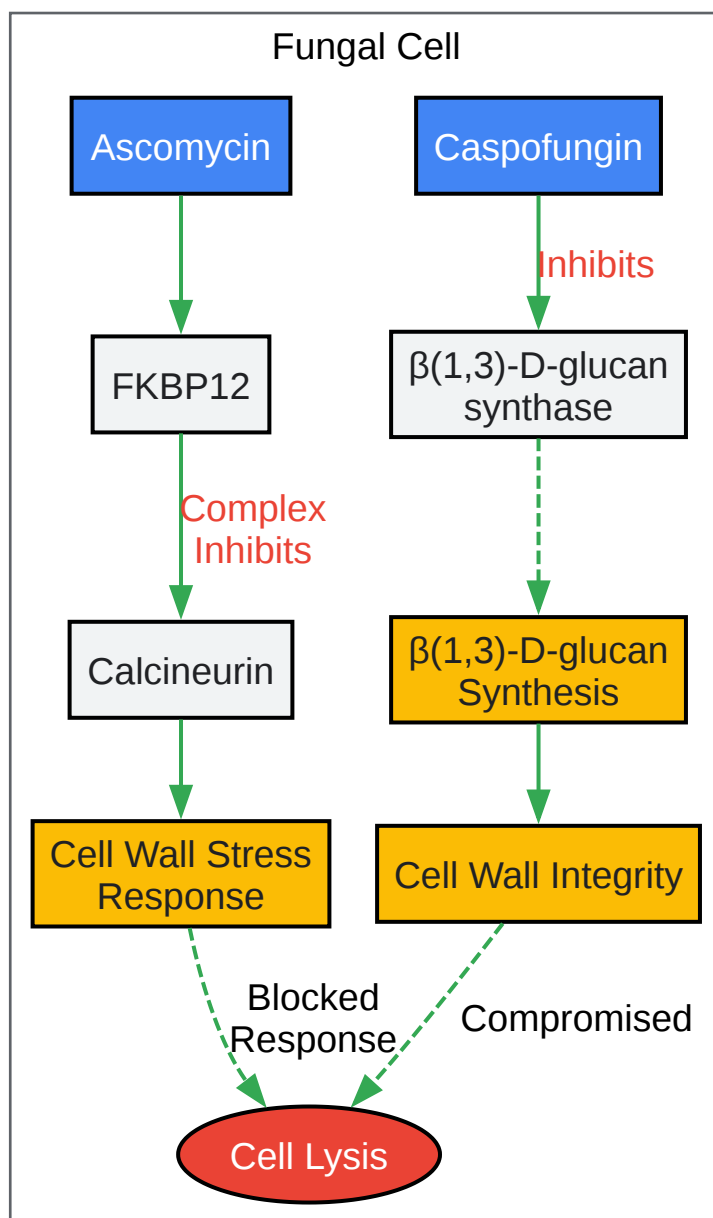 Fungal Cell
Ascomycin
Caspofungin
Inhibits
FKBP12
β(1,3)-D-glucan
synthase
Complex
Inhibits
Calcineurin
β(1,3)-D-glucan
Synthesis
Cell Wall Stress
Response
Cell Wall Integrity
Blocked
Response
Compromised
Cell Lysis